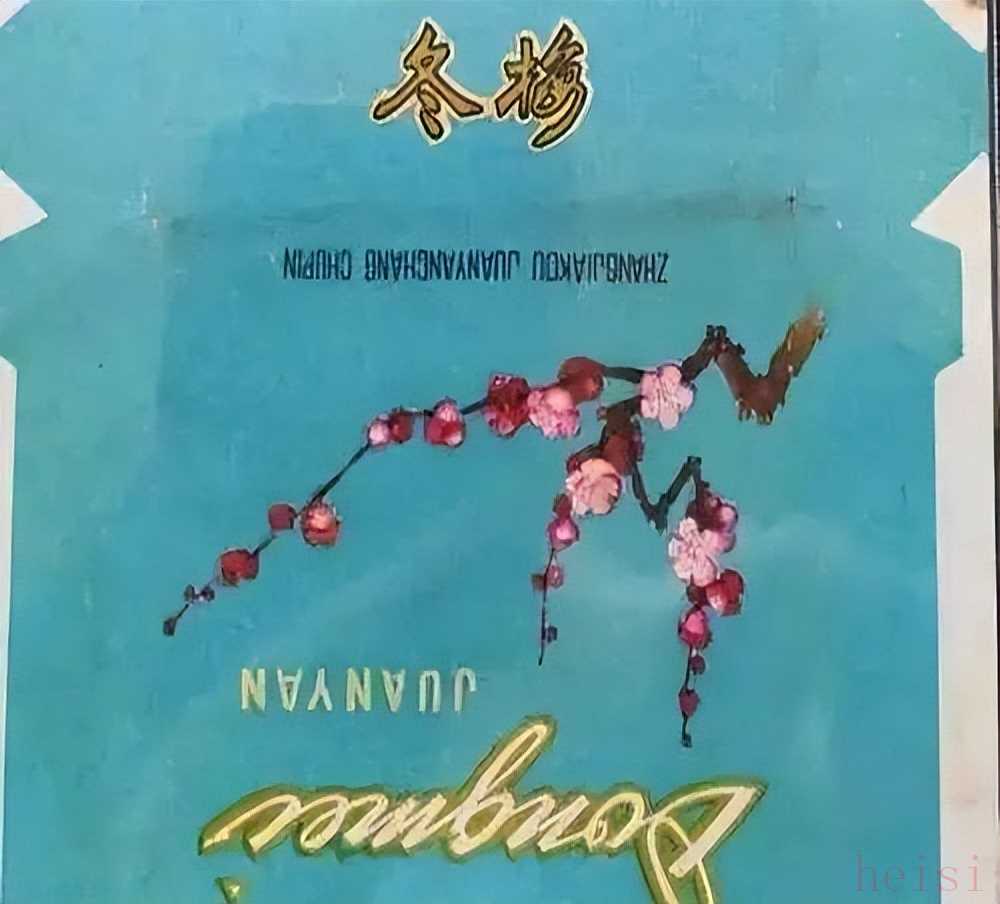 冬梅
ZHANGJIAKOU JUANYANCHANG CHUPIN
JUANYAN
Dongmei
heisi